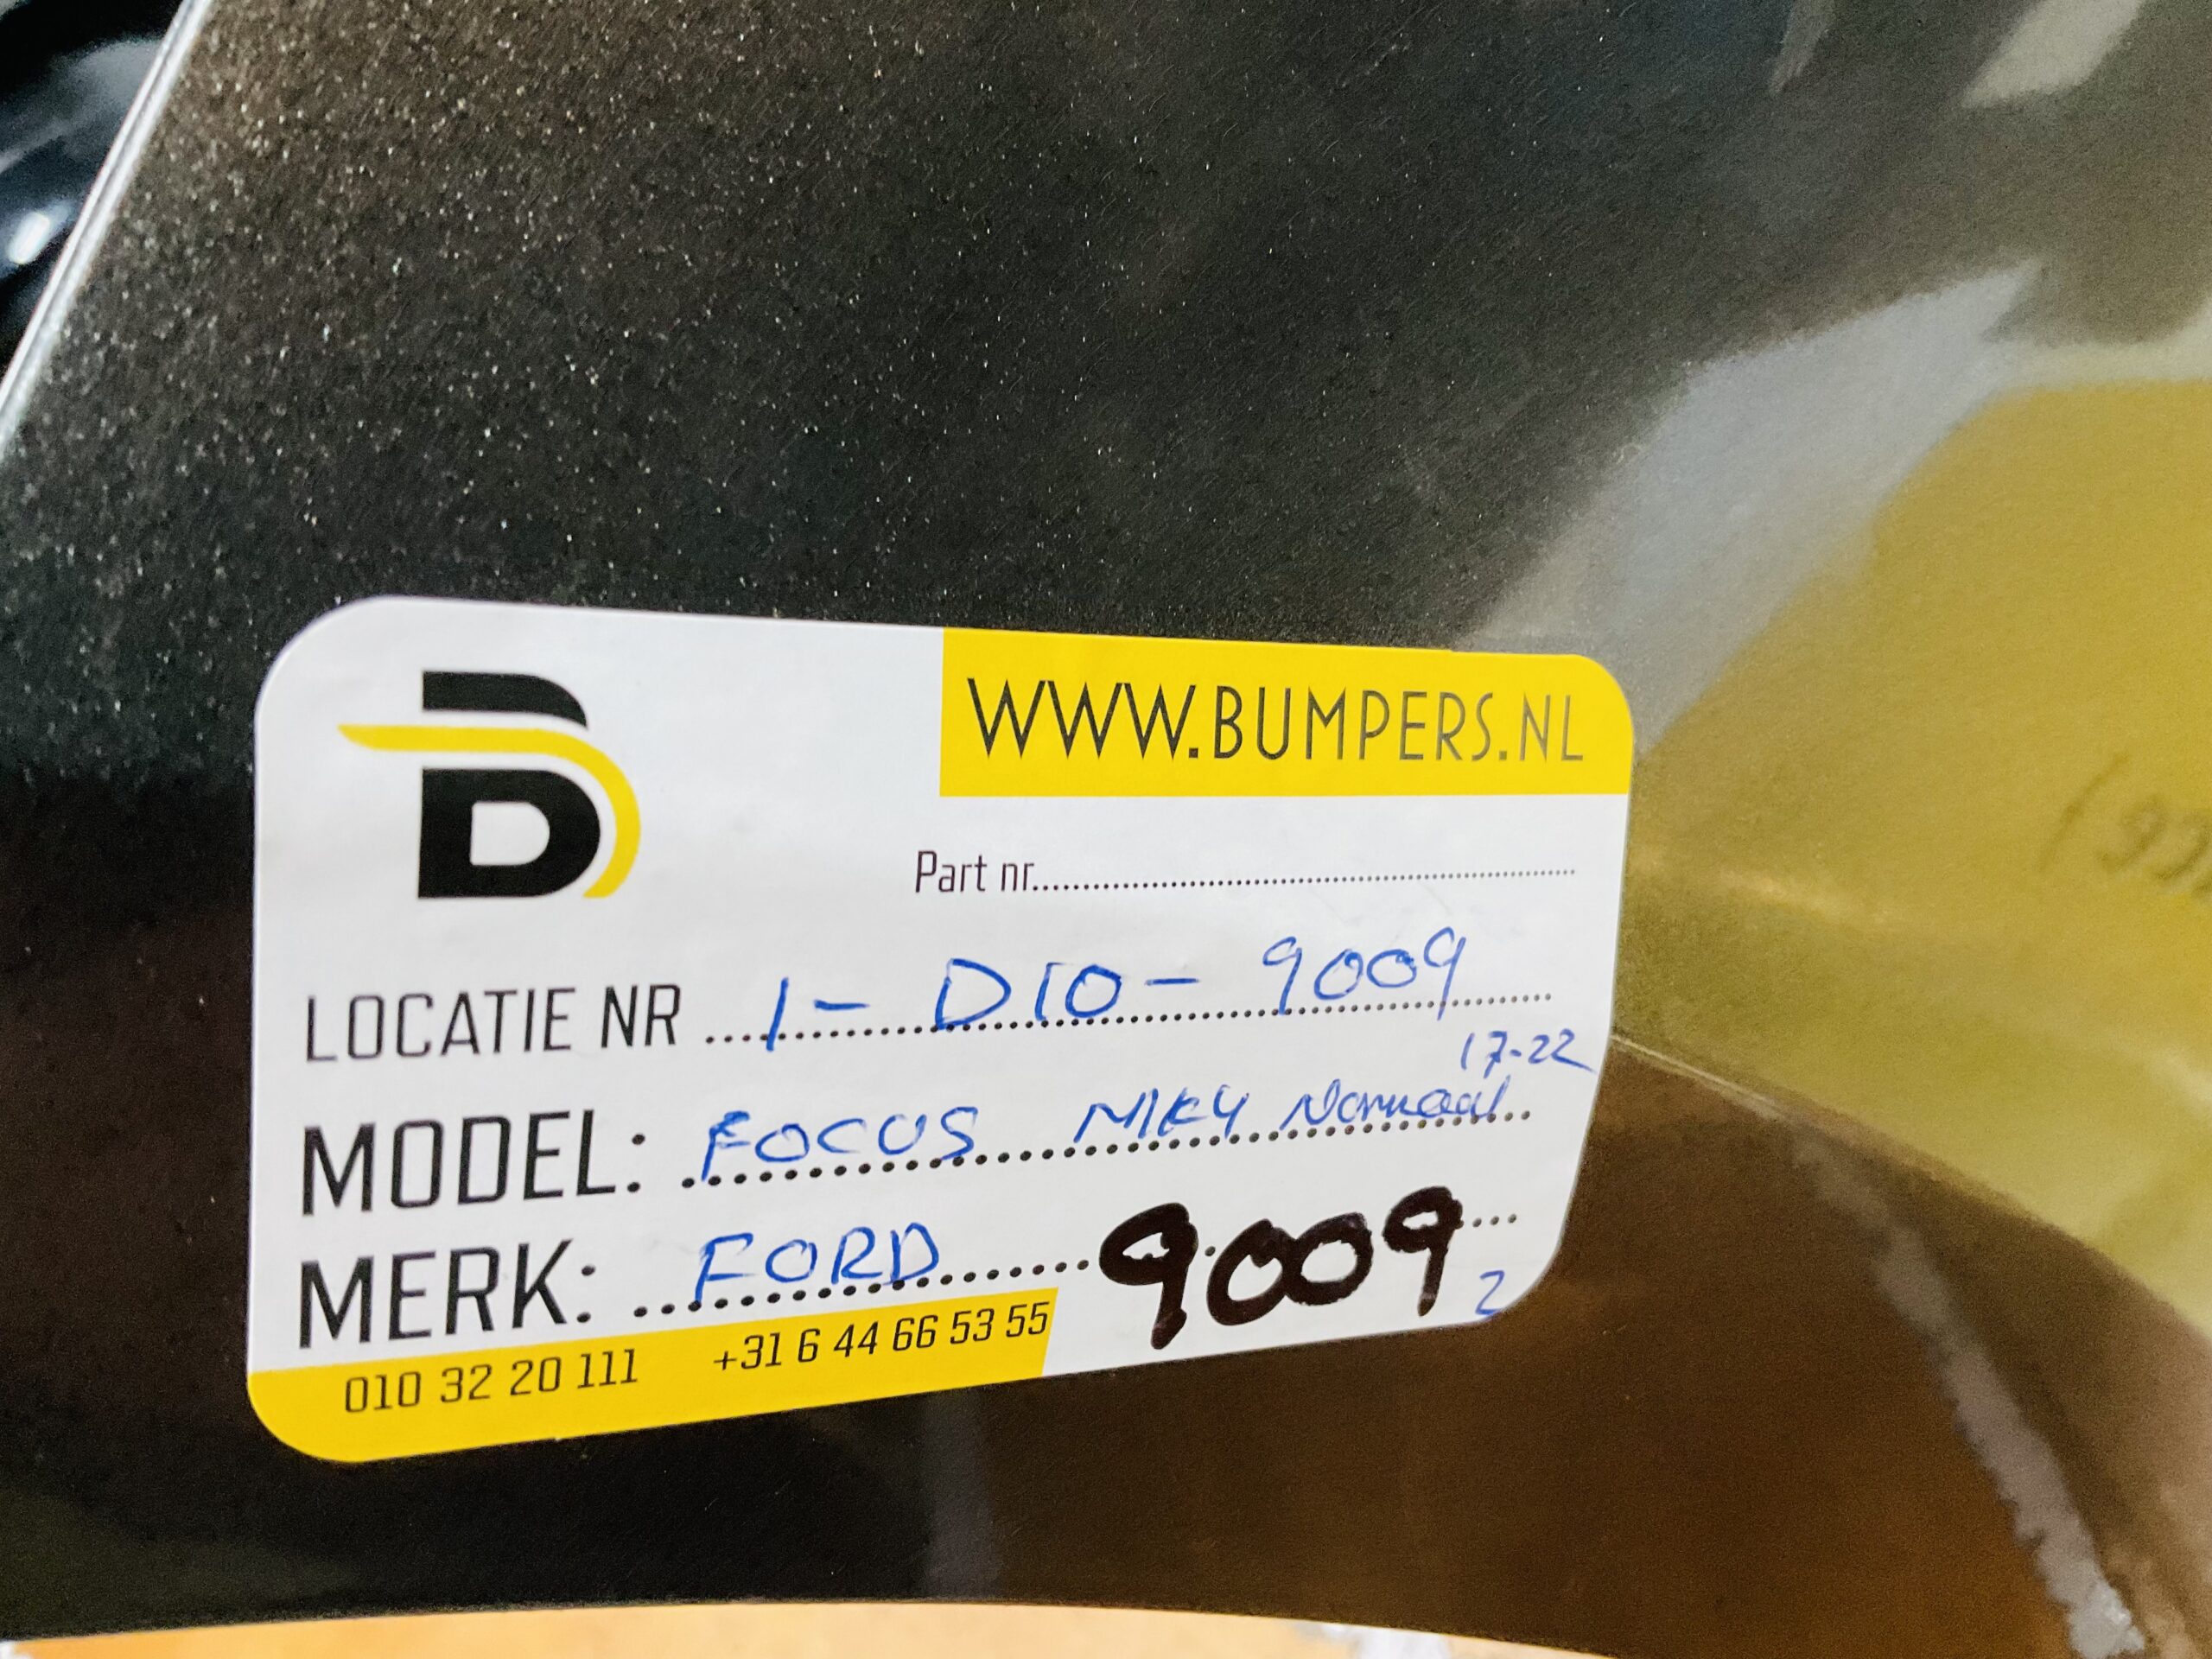 WWW.BUMPERS.NL
Part nr
LOCATIE NR 1 - D10 - 9009
17-22
MODEL: FOCUS MK4 Normaal
MERK: FORD 9009
2
010 32 20 111 +31 6 44 66 53 55